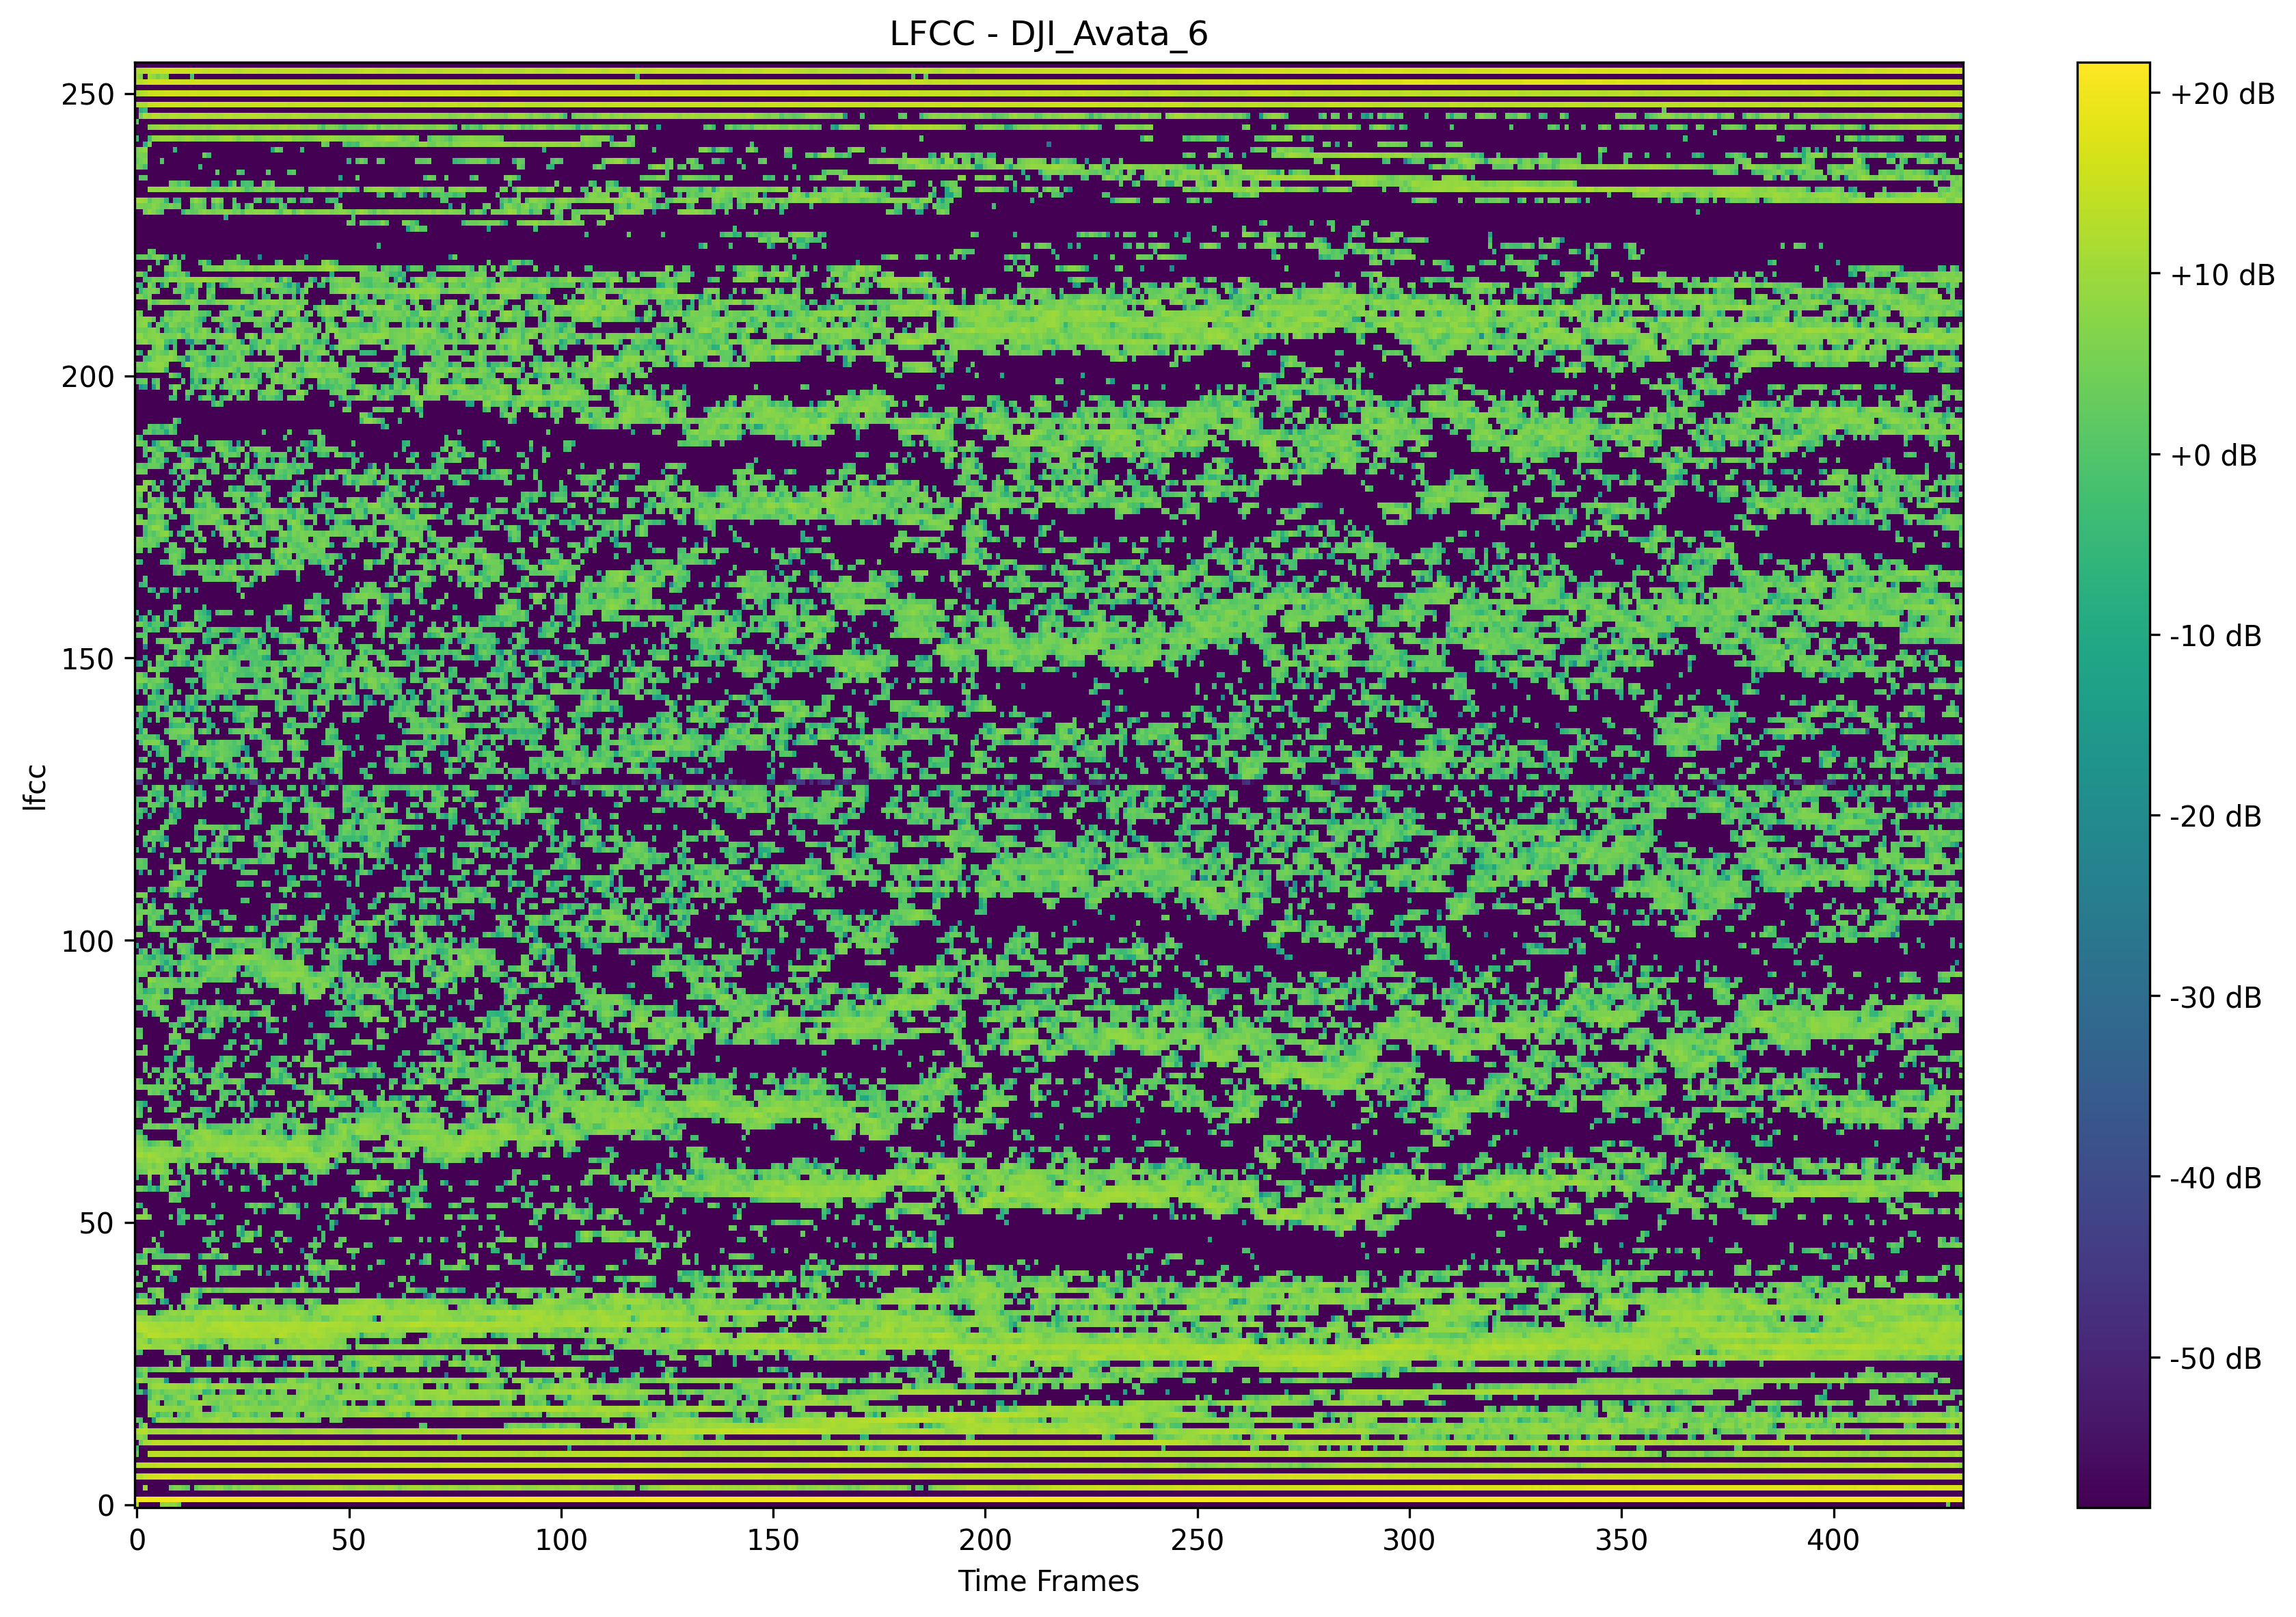 LFCC - DJI_Avata_6
250
200
150
100
50
0
lfcc
0 50 100 150 200 250 300 350 400
Time Frames
+20 dB
+10 dB
+0 dB
-10 dB
-20 dB
-30 dB
-40 dB
-50 dB